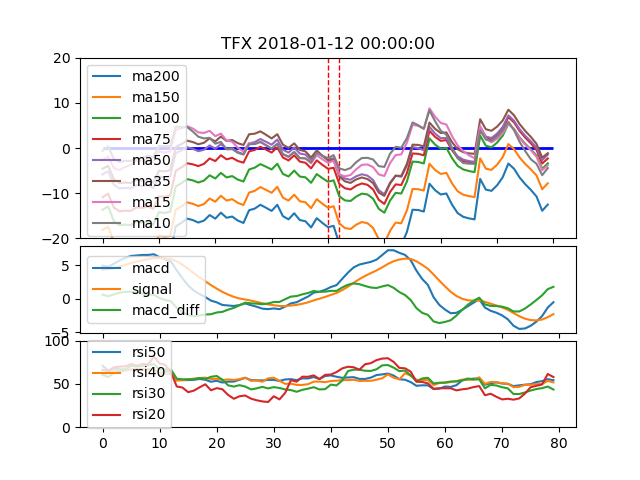 TFX 2018-01-12 00:00:00
20
10
0
−10
−20
ma200
ma150
ma100
ma75
ma50
ma35
ma15
ma10
5
0
−5
macd
signal
macd_diff
100
50
0
rsi50
rsi40
rsi30
rsi20
0 10 20 30 40 50 60 70 80